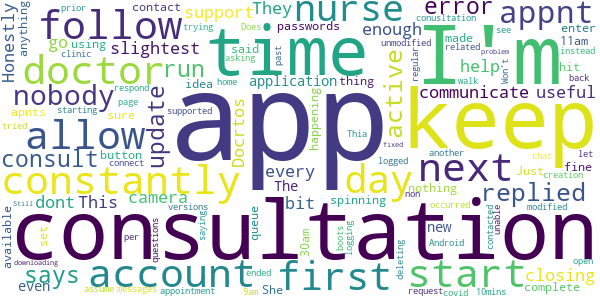 Honestly
contact
anything
prior
follow
clinic
Does
asking
support
using
go
slightest
doctor
run
nobody
idea
They
nurse
home
said
passwords
enough
past
trying
application
thing
time
error
unmodified
active
help
communicate
I'm
appnt
made
regular
11am
enter
see
conusltation
related
useful
instead
hit
Won't
walk
back
problem
apnts
tried
sure
page
respond
starting
supported
update
allow
button
connect
consult
Docrtos
happening
every
app
Thia
fixed
keep
constantly
logged
day
another
chat
Just
fine
let
nothing
creation
next
replied
dont
This
camera
The
bit
spinning
non
available
set
Still
versions
saying
per
questions
queue
30am
logging
boots
deleting
consultation
new
Android
contacred
unable
occurred
modified
says
even
account
first
start
closing
downloading
assume
messages
appointment
ended
9am
She
request
covid
10mins
complete
open